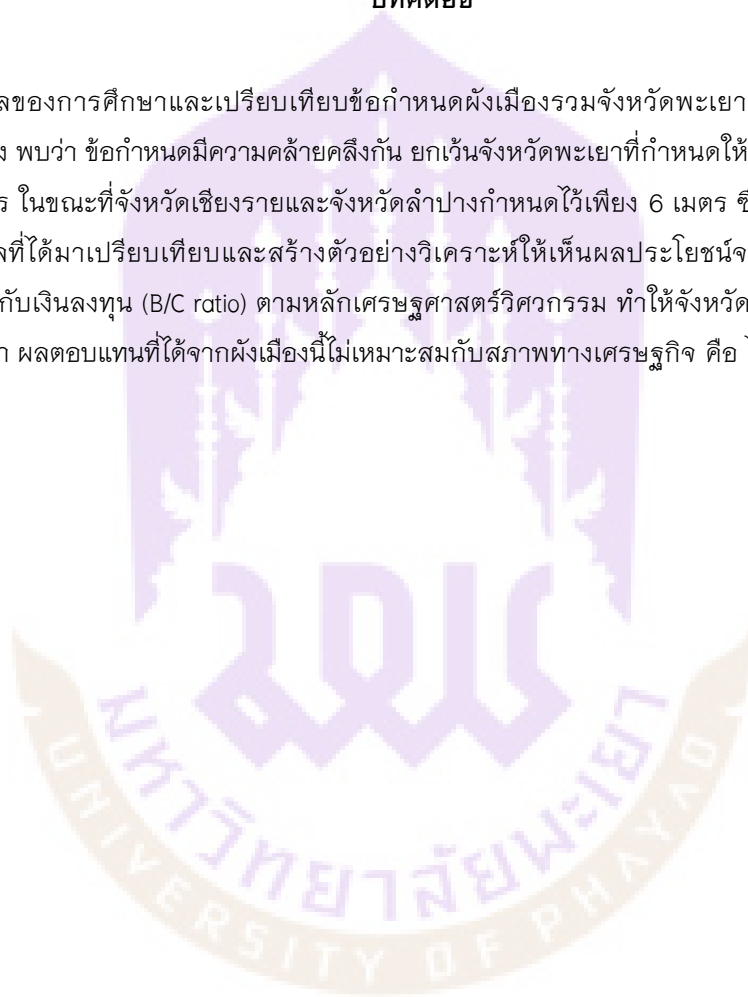 บทคัดย่อ
ลของการศึกษาและเปรียบเทียบข้อกำหนดผังเมืองรวมจังหวัดพะเยา
ง พบว่า ข้อกำหนดมีความคล้ายคลึงกัน ยกเว้นจังหวัดพะเยาที่กำหนดให้
ร ในขณะที่จังหวัดเชียงรายและจังหวัดลำปางกำหนดไว้เพียง 6 เมตร ซึ
ลที่ได้มาเปรียบเทียบและสร้างตัวอย่างวิเคราะห์ให้เห็นผลประโยชน์จ
กับเงินลงทุน (B/C ratio) ตามหลักเศรษฐศาสตร์วิศวกรรม ทำให้จังหวัด
า ผลตอบแทนที่ได้จากผังเมืองนี้ไม่เหมาะสมกับสภาพทางเศรษฐกิจ คือ ไ
มหาวิทยาลัยพะเยา
UNIVERSITY OF PHAYAO